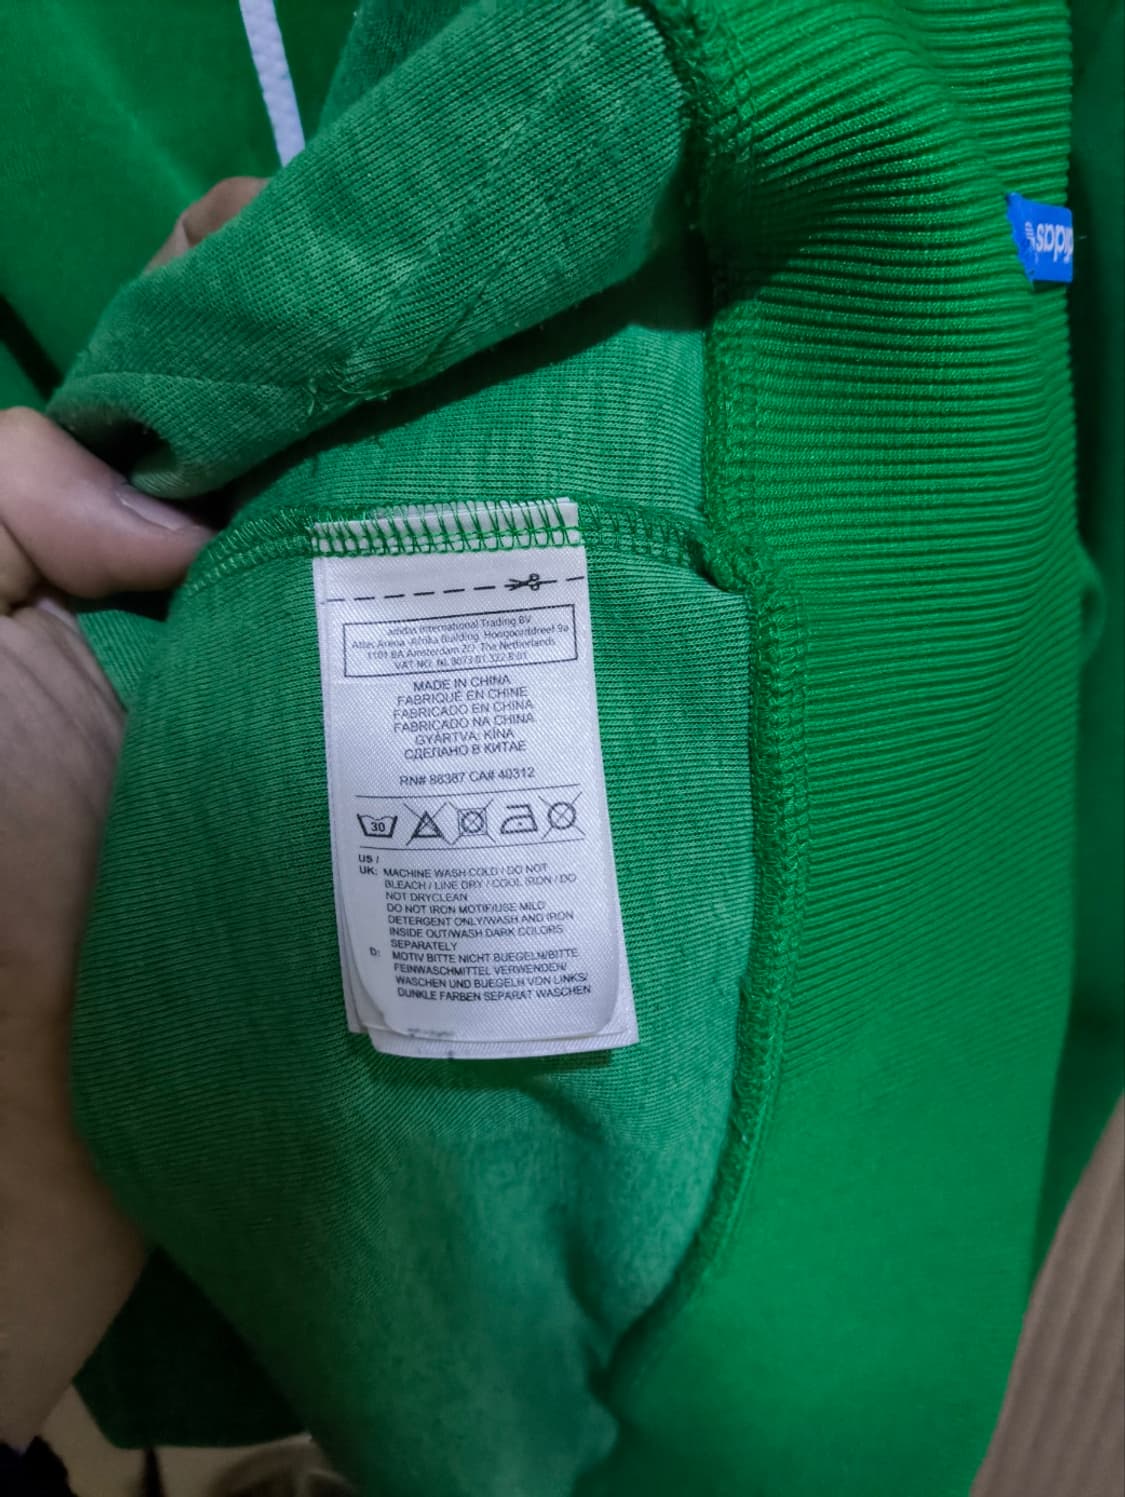 adidas
adidas International Trading BV
Atlas Arena - Afrika Building, Hoogoorddreef 9a
1101 BA Amsterdam ZO, The Netherlands
VAT NO. NL 8073.01.322.B.01
MADE IN CHINA
FABRIQUÉ EN CHINE
FABRICADO EN CHINA
FABRICADO NA CHINA
GYÁRTVA: KÍNA
СДЕЛАНО В КИТАЕ
RN# 88387 CA# 40312
30
US /
UK: MACHINE WASH COLD / DO NOT
BLEACH / LINE DRY / COOL IRON / DO
NOT DRYCLEAN
DO NOT IRON MOTIF/USE MILD
DETERGENT ONLY/WASH AND IRON
INSIDE OUT/WASH DARK COLORS
SEPARATELY
D: MOTIV BITTE NICHT BUEGELN/BITTE
FEINWASCHMITTEL VERWENDEN/
WASCHEN UND BUEGELN VON LINKS/
DUNKLE FARBEN SEPARAT WASCHEN